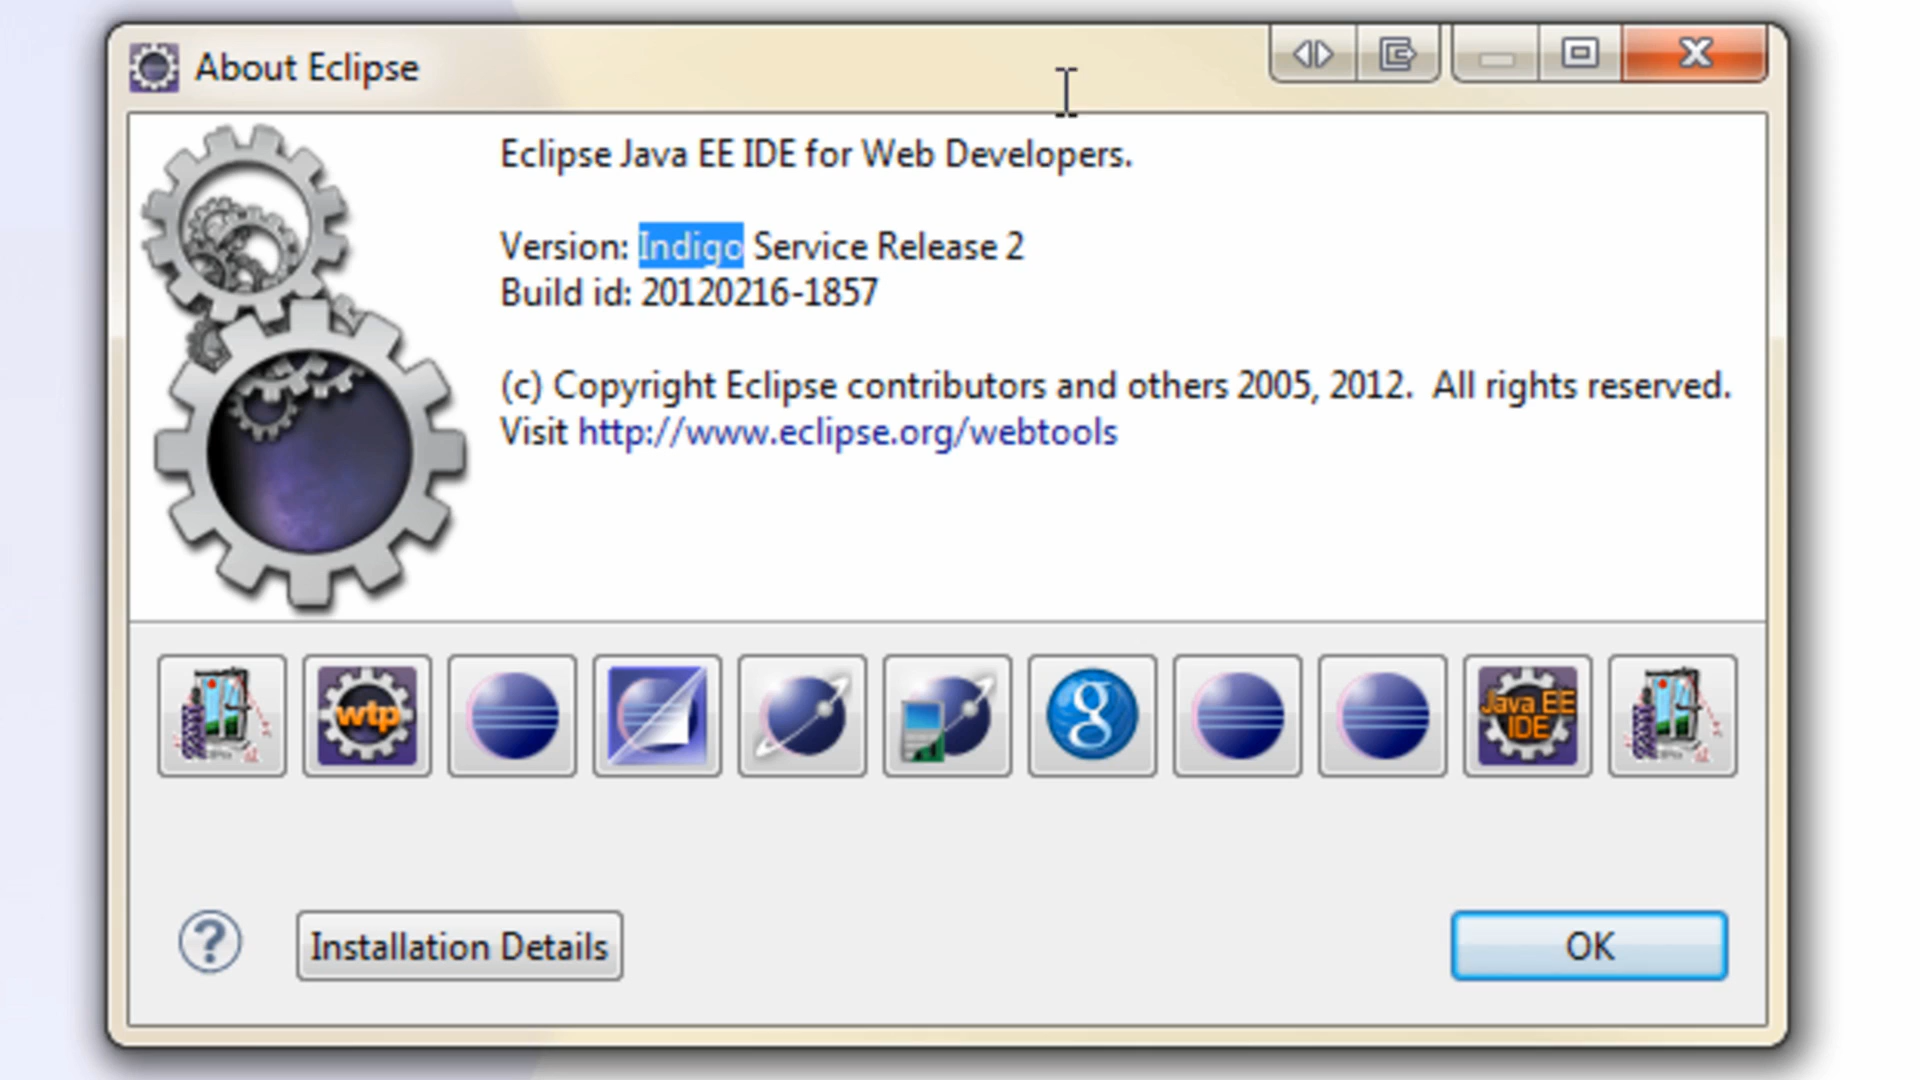 About Eclipse
Eclipse Java EE IDE for Web Developers.
Version: Indigo Service Release 2
Build id: 20120216-1857
(c) Copyright Eclipse contributors and others 2005, 2012.  All rights reserved.
Visit http://www.eclipse.org/webtools
wtp
g
Java EE
IDE
?
Installation Details
OK